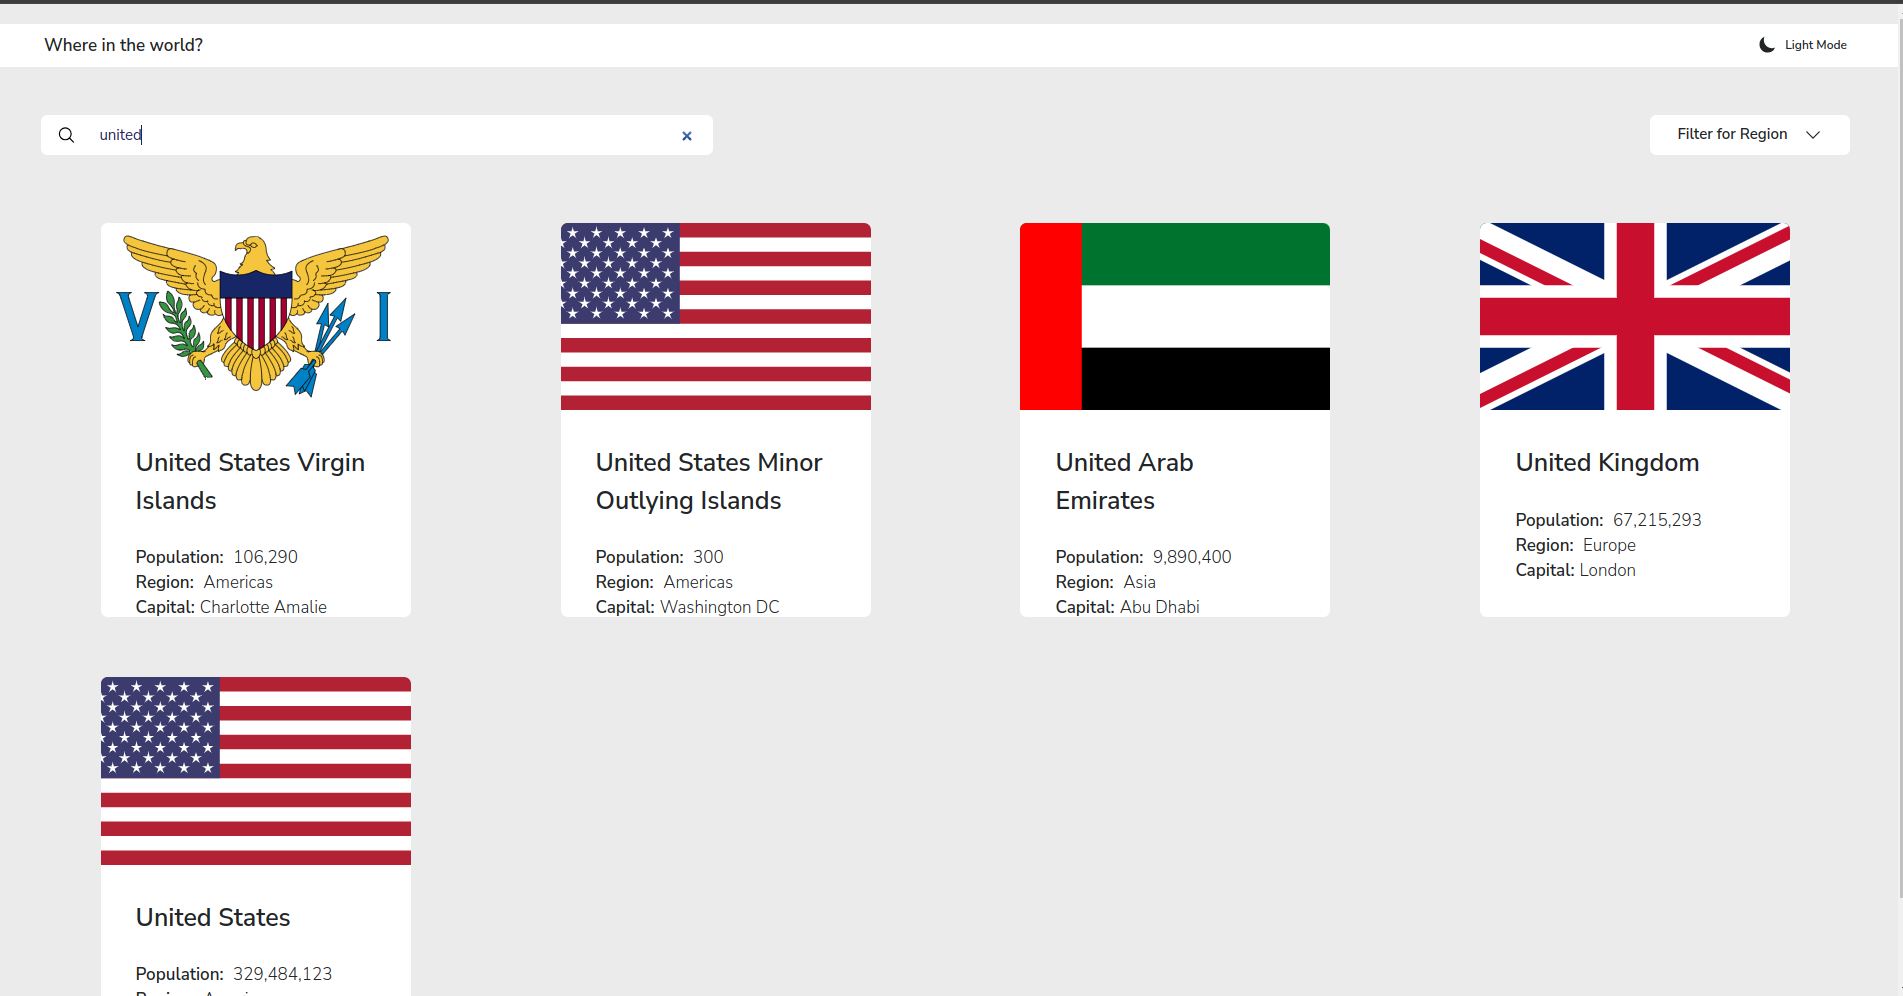 Where in the world?
Light Mode
united
Filter for Region
V I
United States Virgin
Islands
Population: 106,290
Region: Americas
Capital: Charlotte Amalie
United States Minor
Outlying Islands
Population: 300
Region: Americas
Capital: Washington DC
United Arab
Emirates
Population: 9,890,400
Region: Asia
Capital: Abu Dhabi
United Kingdom
Population: 67,215,293
Region: Europe
Capital: London
United States
Population: 329,484,123